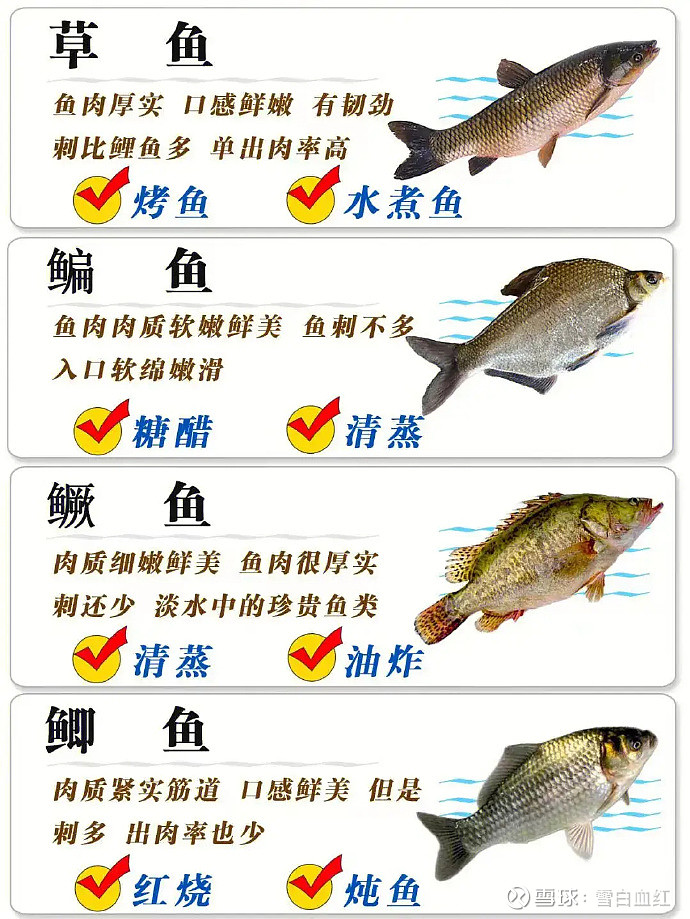 草 鱼
鱼肉厚实 口感鲜嫩 有韧劲
刺比鲤鱼多 单出肉率高
烤鱼 水煮鱼
鳊 鱼
鱼肉肉质软嫩鲜美 鱼刺不多
入口软绵嫩滑
糖醋 清蒸
鳜 鱼
肉质细嫩鲜美 鱼肉很厚实
刺还少 淡水中的珍贵鱼类
清蒸 油炸
鲫 鱼
肉质紧实筋道 口感鲜美 但是
刺多 出肉率也少
红烧 炖鱼
雪球：雪白血红